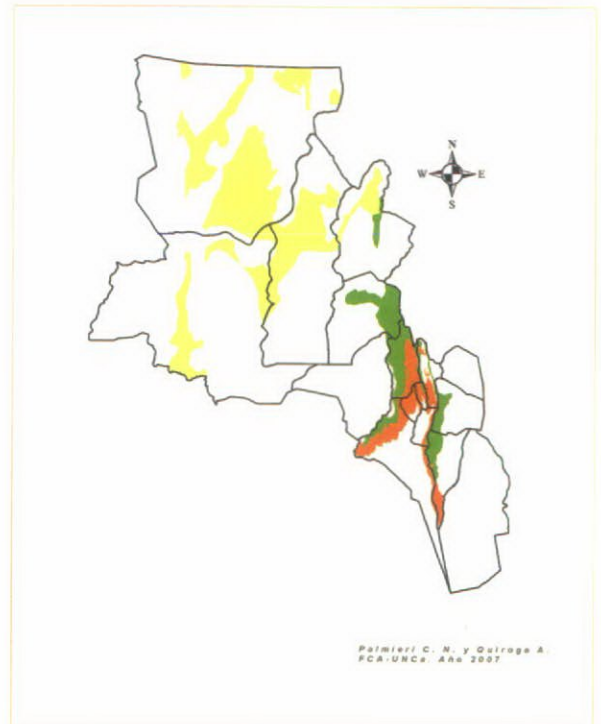 N
W E
S
Palmieri C. N. y Quiroga A.
FCA-UNCa. Año 2007